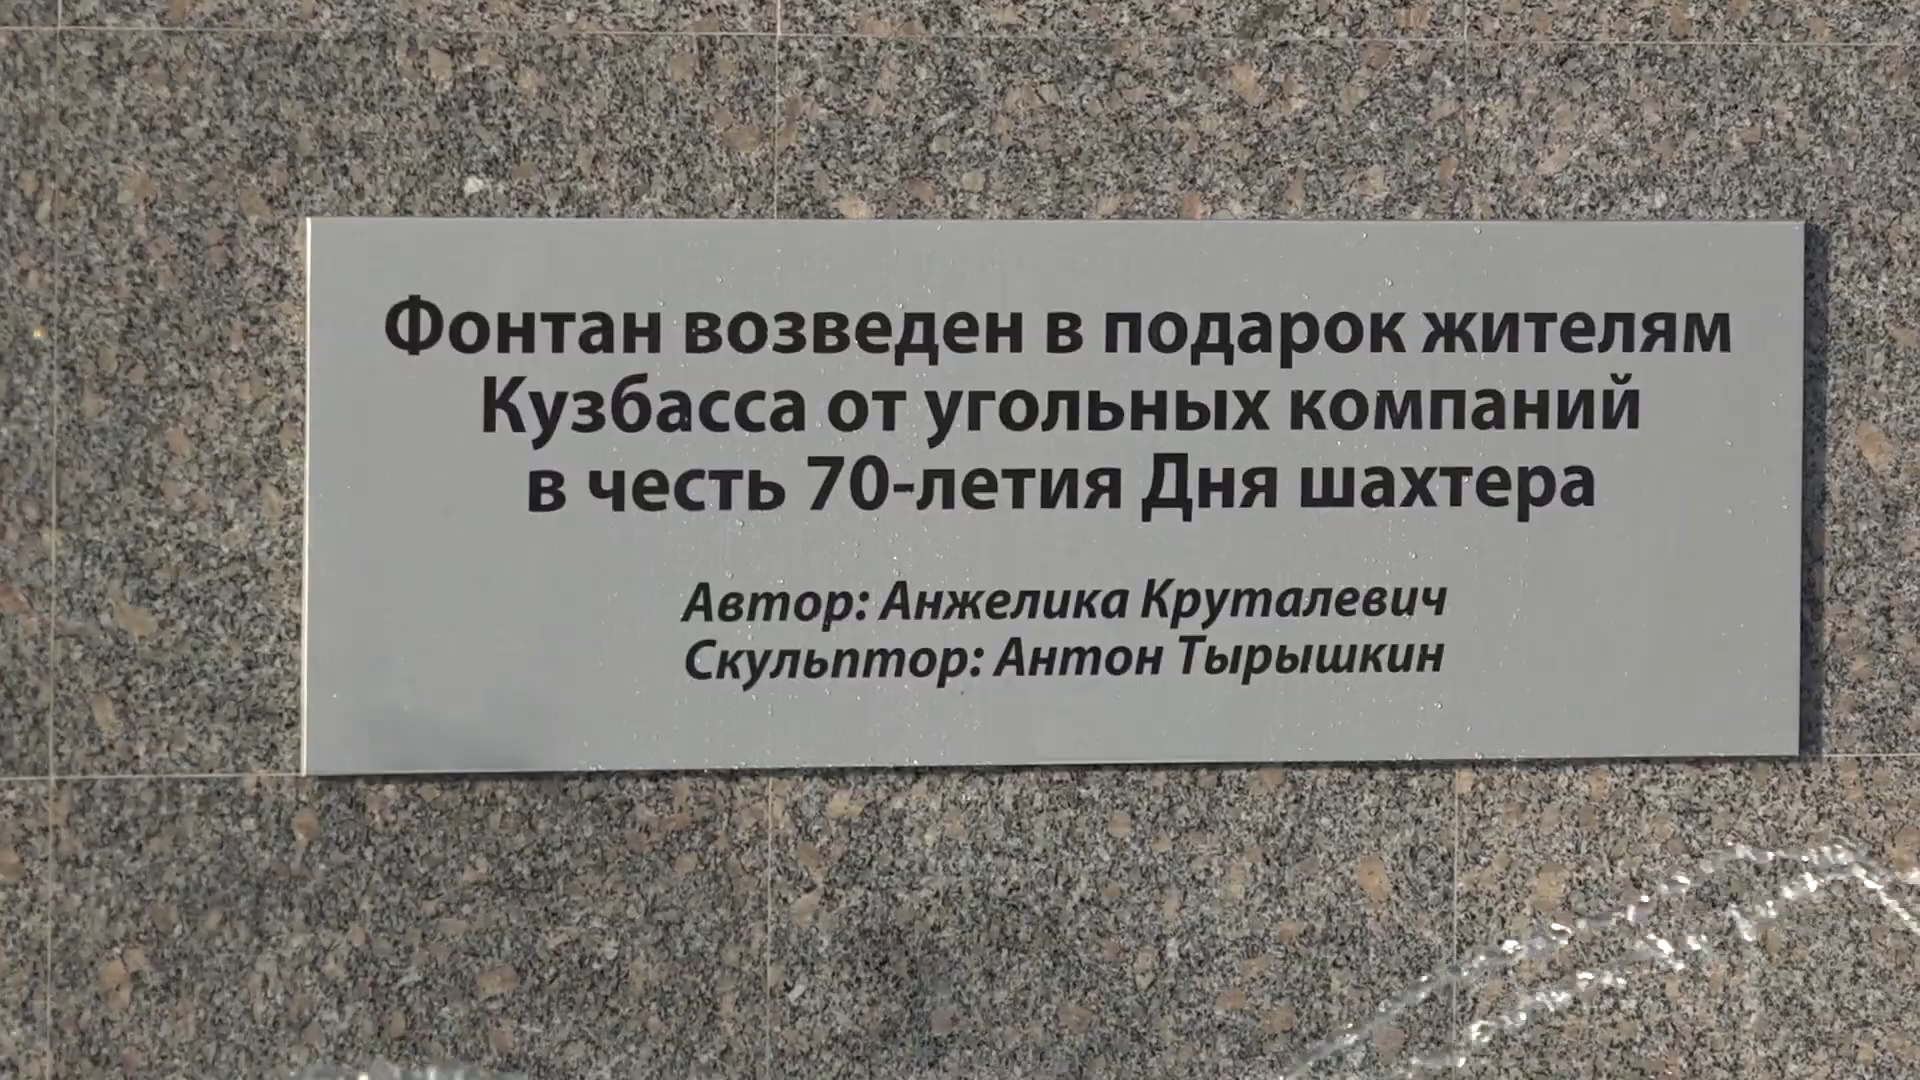 Фонтан возведен в подарок жителям
Кузбасса от угольных компаний
в честь 70-летия Дня шахтера
Автор: Анжелика Круталевич
Скульптор: Антон Тырышкин